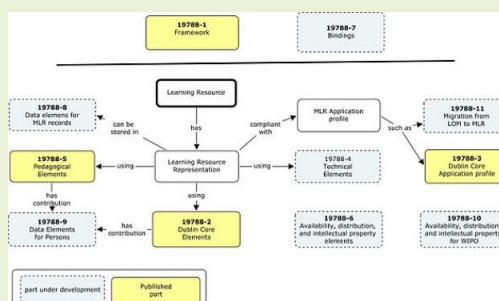 19788-1
Framework
19788-7
Bindings
19788-8
Data elemens for
MLR records
Learning Resource
can be
stored in
has
compliant
with
MLR Application
profile
such as
19788-11
Migration from
LOM to MLR
19788-5
Pedagogical
Elements
using
Learning Resource
Representation
using
19788-4
Technical
Elements
19788-3
Dublin Core
Application profile
has
contribution
using
19788-9
Data Elements
for Persons
has
contribution
19788-2
Dublin Core
Elements
19788-6
Availability, distribution,
and intellectual property
elements
19788-10
Availability, distribution,
and intellectual property
for WIPO
part under development
Published
part